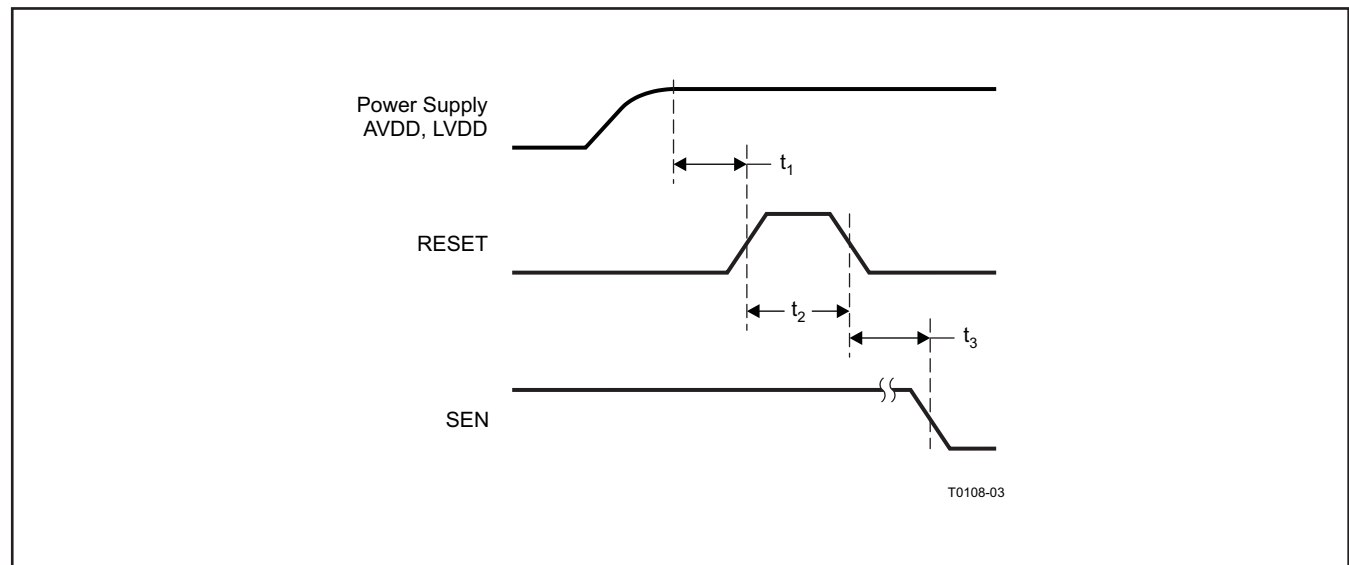 Power Supply
AVDD, LVDD
t1
RESET
t2
t3
SEN
T0108-03